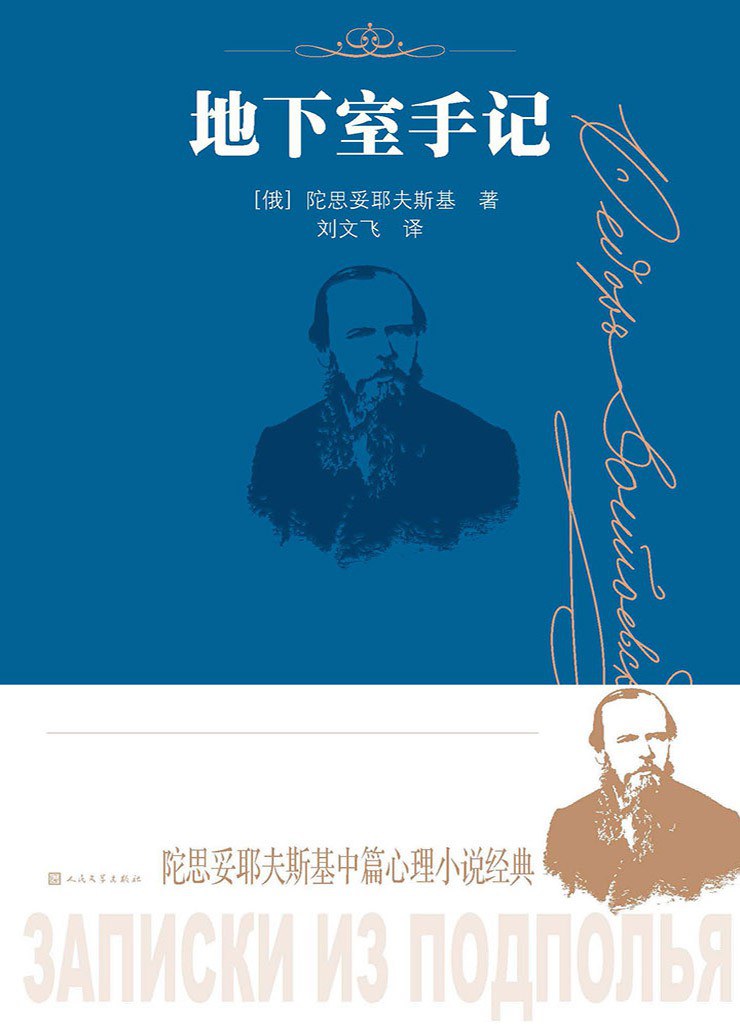 地下室手记
[俄] 陀思妥耶夫斯基 著
刘文飞 译
人民文学出版社
陀思妥耶夫斯基中篇心理小说经典
ЗАПИСКИ ИЗ ПОДПОЛЬЯ